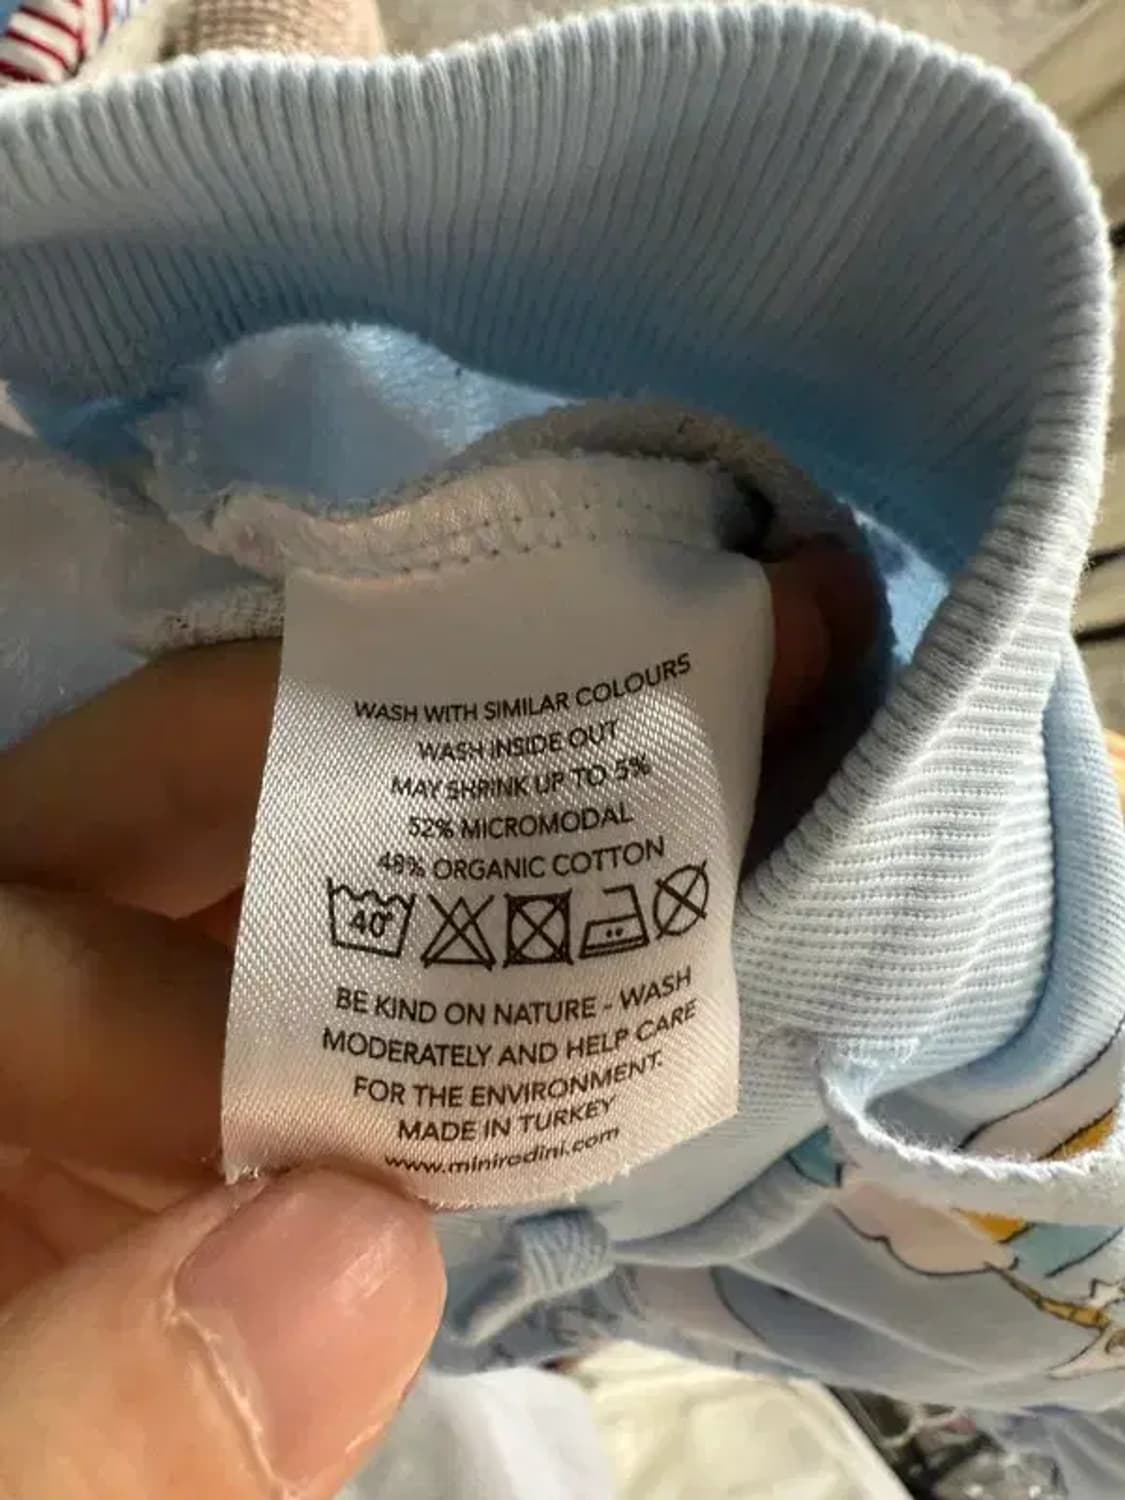 WASH WITH SIMILAR COLOURS
WASH INSIDE OUT
MAY SHRINK UP TO 5%
52% MICROMODAL
48% ORGANIC COTTON
40°
BE KIND ON NATURE - WASH
MODERATELY AND HELP CARE
FOR THE ENVIRONMENT.
MADE IN TURKEY
www.minirodini.com